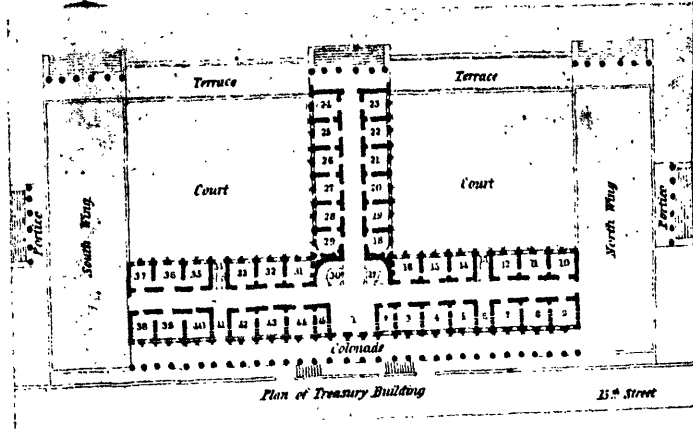 Terrace
Terrace
24 23
25 22
26 21
Court
27 20
Court
28 19
29 18
Portico
South Wing
North Wing
Portico
37 36 35 33 32 31 30 17 16 15 14 12 11 10
38 39 40 41 42 43 44 45 1 3 4 5 6 7 8 9
Colonade
Plan of Treasury Building
15th Street